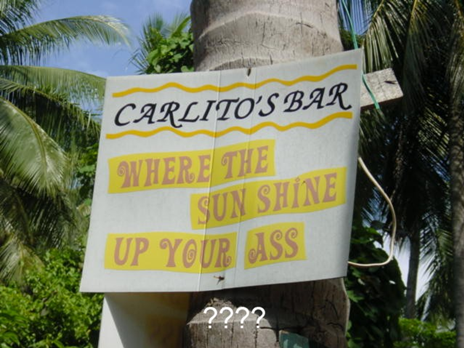 CARLITO'S BAR
WHERE THE
SUN SHINE
UP YOUR ASS
????